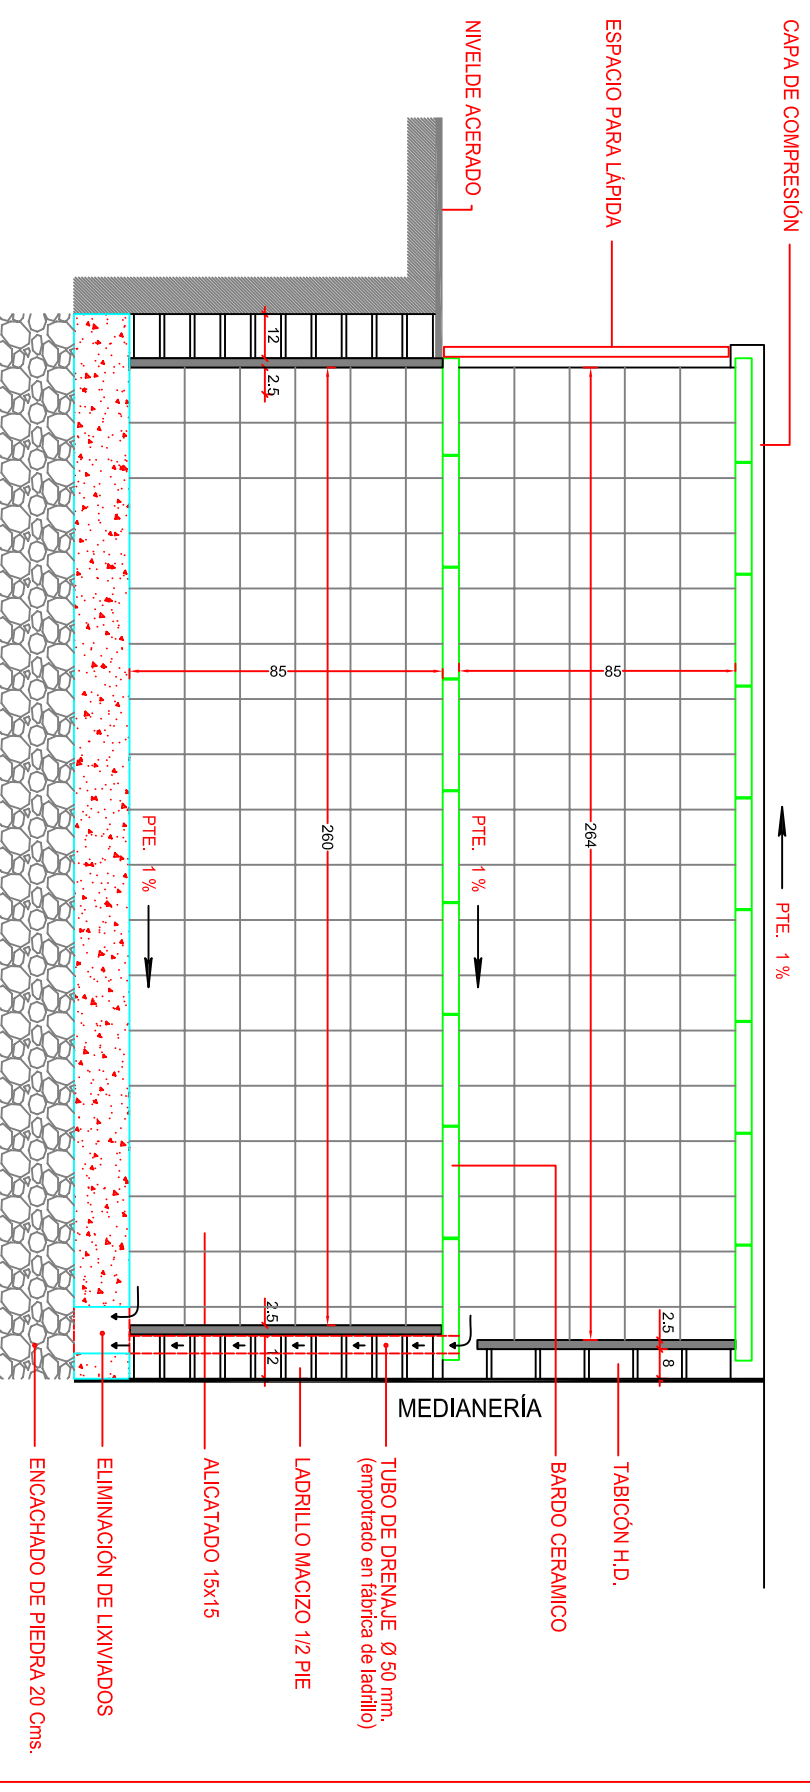 CAPA DE COMPRESIÓN
ESPACIO PARA LÁPIDA
NIVELDE ACERADO
PTE. 1 %
264
85
2.5
8
PTE. 1 %
260
85
12
2.5
PTE. 1 %
2.5
12
MEDIANERÍA
TABICÓN H.D.
BARDO CERAMICO
TUBO DE DRENAJE Ø 50 mm.
(empotrado en fábrica de ladrillo)
LADRILLO MACIZO 1/2 PIE
ALICATADO 15x15
ELIMINACIÓN DE LIXIVIADOS
ENCACHADO DE PIEDRA 20 Cms.